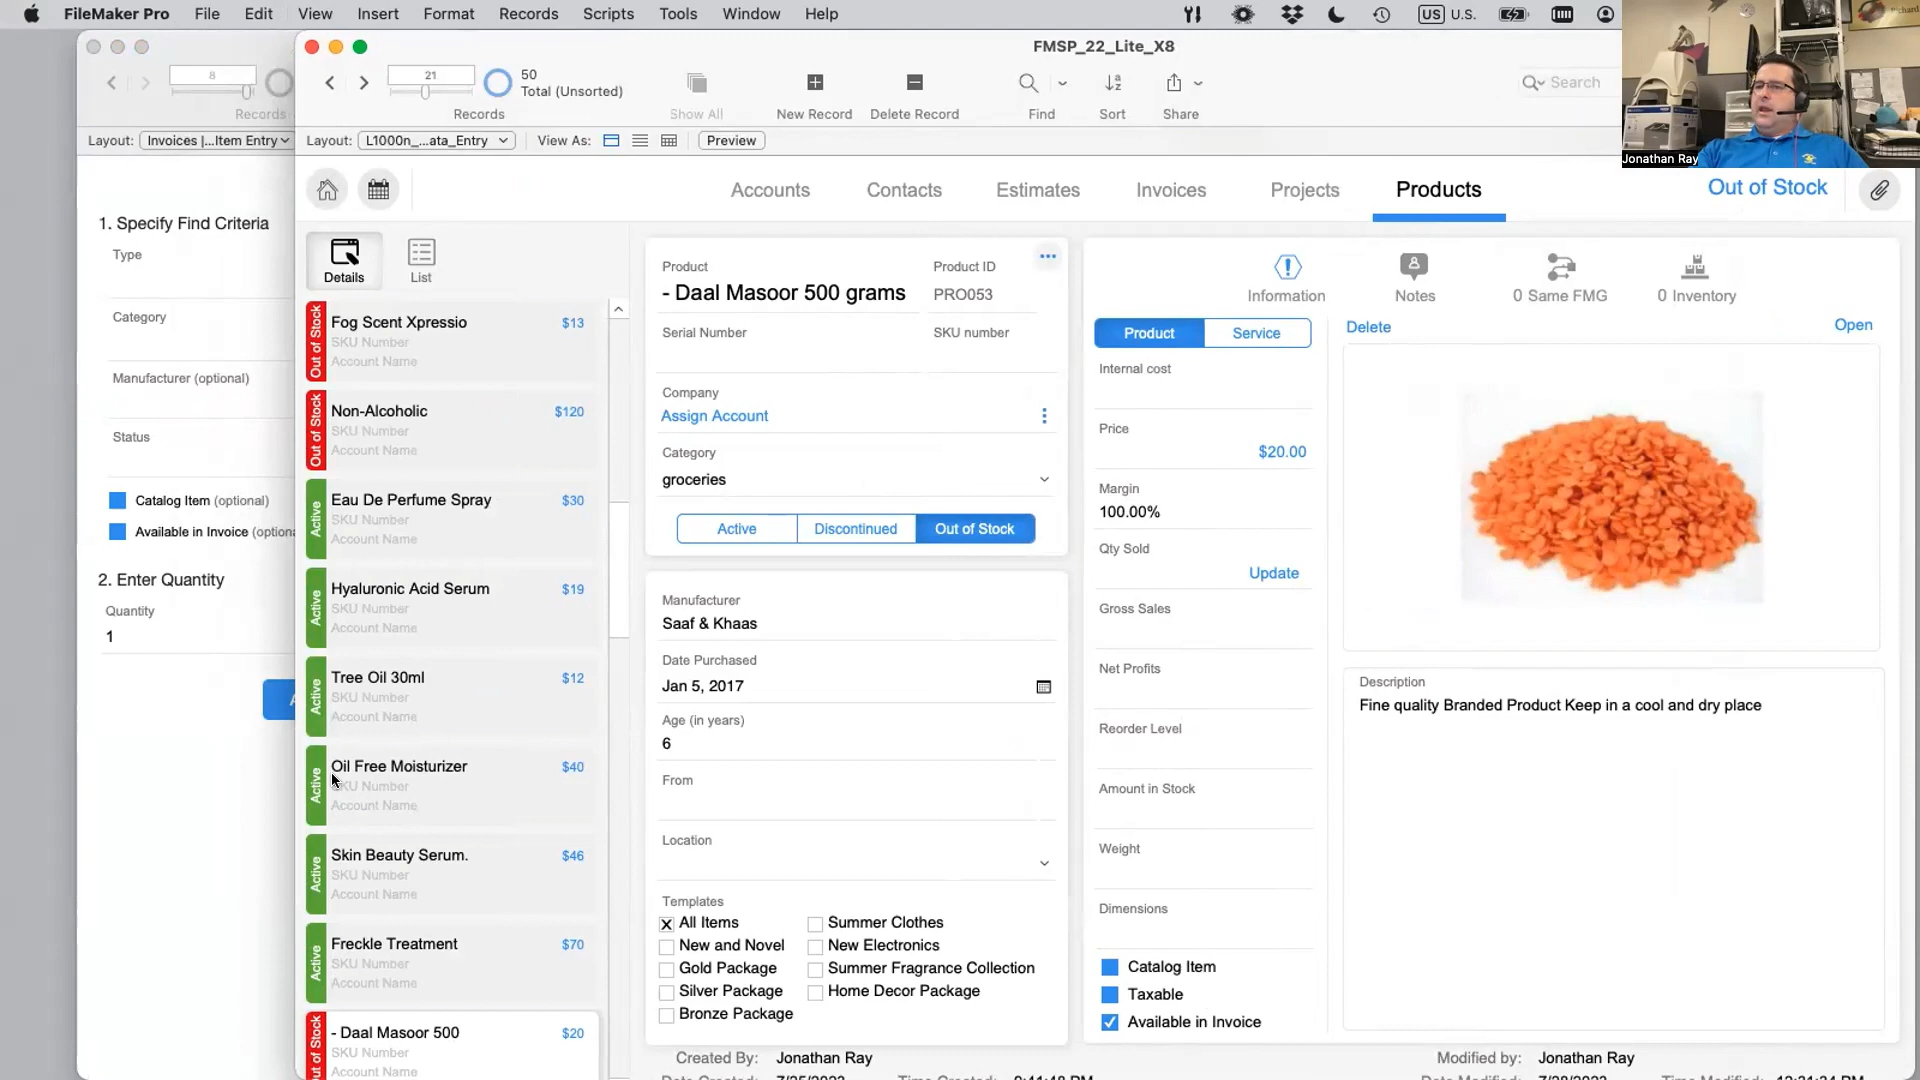 FileMaker Pro File Edit View Insert Format Records Scripts Tools Window Help
US U.S.
FMSP_22_Lite_X8
8
Records
21
50
Total (Unsorted)
Records
Show All
New Record
Delete Record
Find
Sort
Share
Search
Jonathan Ray
Layout: Invoices |...Item Entry
Layout: L1000n_...ata_Entry
View As:
Preview
1. Specify Find Criteria
Type
Category
Manufacturer (optional)
Status
Catalog Item (optional)
Available in Invoice (optiona
2. Enter Quantity
Quantity
1
Accounts
Contacts
Estimates
Invoices
Projects
Products
Out of Stock
Details
List
Out of Stock
Fog Scent Xpressio $13
SKU Number
Account Name
Out of Stock
Non-Alcoholic $120
SKU Number
Account Name
Active
Eau De Perfume Spray $30
SKU Number
Account Name
Active
Hyaluronic Acid Serum $19
SKU Number
Account Name
Active
Tree Oil 30ml $12
SKU Number
Account Name
Active
Oil Free Moisturizer $40
SKU Number
Account Name
Active
Skin Beauty Serum. $46
SKU Number
Account Name
Active
Freckle Treatment $70
SKU Number
Account Name
Out of Stock
- Daal Masoor 500 $20
SKU Number
Account Name
Product
- Daal Masoor 500 grams
Product ID
PRO053
Serial Number
SKU number
Company
Assign Account
Category
groceries
Active
Discontinued
Out of Stock
Manufacturer
Saaf & Khaas
Date Purchased
Jan 5, 2017
Age (in years)
6
From
Location
Templates
All Items
Summer Clothes
New and Novel
New Electronics
Gold Package
Summer Fragrance Collection
Silver Package
Home Decor Package
Bronze Package
Information
Notes
0 Same FMG
0 Inventory
Product
Service
Internal cost
Price
$20.00
Margin
100.00%
Qty Sold
Update
Gross Sales
Net Profits
Reorder Level
Amount in Stock
Weight
Dimensions
Catalog Item
Taxable
Available in Invoice
Delete
Open
Description
Fine quality Branded Product Keep in a cool and dry place
Created By: Jonathan Ray
Modified by: Jonathan Ray